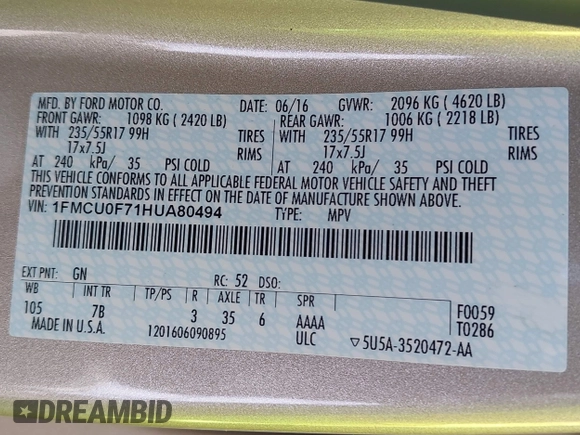 MFD. BY FORD MOTOR CO. DATE: 06/16 GVWR: 2096 KG ( 4620 LB)
FRONT GAWR: 1098 KG ( 2420 LB) REAR GAWR: 1006 KG ( 2218 LB)
WITH 235/55R17 99H TIRES WITH 235/55R17 99H TIRES
17x7.5J RIMS 17x7.5J RIMS
AT 240 kPa/ 35 PSI COLD AT 240 kPa/ 35 PSI COLD
THIS VEHICLE CONFORMS TO ALL APPLICABLE FEDERAL MOTOR VEHICLE SAFETY AND THEFT
PREVENTION STANDARDS IN EFFECT ON THE DATE OF MANUFACTURE SHOWN ABOVE.
VIN: 1FMCU0F71HUA80494 TYPE: MPV
EXT PNT: GN RC: 52 DSO:
WB INT TR TP/PS R AXLE TR SPR
105 7B 3 35 6 AAAA
ULC
F0059
T0286
MADE IN U.S.A. 1201606090895 ▽5U5A-3520472-AA
DREAMBID